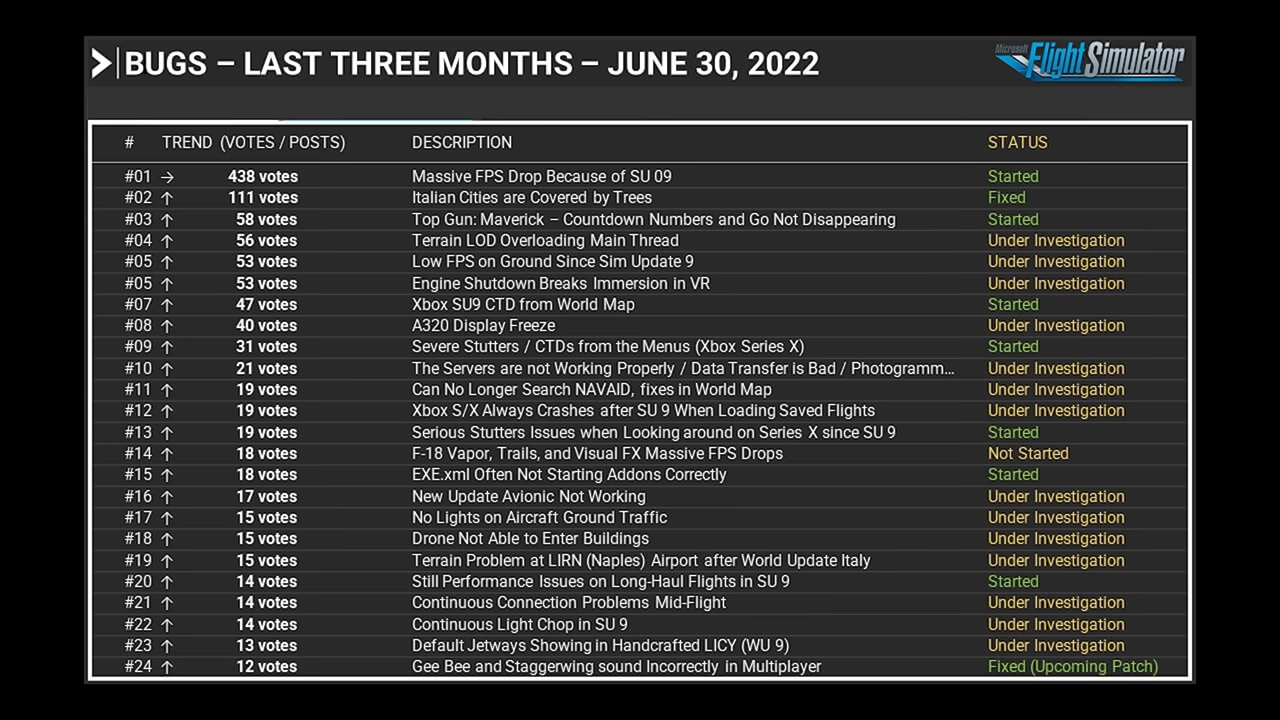 BUGS – LAST THREE MONTHS – JUNE 30, 2022
Microsoft
Flight Simulator
# TREND (VOTES / POSTS) DESCRIPTION STATUS
#01 → 438 votes Massive FPS Drop Because of SU 09 Started
#02 ↑ 111 votes Italian Cities are Covered by Trees Fixed
#03 ↑ 58 votes Top Gun: Maverick – Countdown Numbers and Go Not Disappearing Started
#04 ↑ 56 votes Terrain LOD Overloading Main Thread Under Investigation
#05 ↑ 53 votes Low FPS on Ground Since Sim Update 9 Under Investigation
#05 ↑ 53 votes Engine Shutdown Breaks Immersion in VR Under Investigation
#07 ↑ 47 votes Xbox SU9 CTD from World Map Started
#08 ↑ 40 votes A320 Display Freeze Under Investigation
#09 ↑ 31 votes Severe Stutters / CTDs from the Menus (Xbox Series X) Started
#10 ↑ 21 votes The Servers are not Working Properly / Data Transfer is Bad / Photogramm... Under Investigation
#11 ↑ 19 votes Can No Longer Search NAVAID, fixes in World Map Under Investigation
#12 ↑ 19 votes Xbox S/X Always Crashes after SU 9 When Loading Saved Flights Under Investigation
#13 ↑ 19 votes Serious Stutters Issues when Looking around on Series X since SU 9 Started
#14 ↑ 18 votes F-18 Vapor, Trails, and Visual FX Massive FPS Drops Not Started
#15 ↑ 18 votes EXE.xml Often Not Starting Addons Correctly Started
#16 ↑ 17 votes New Update Avionic Not Working Under Investigation
#17 ↑ 15 votes No Lights on Aircraft Ground Traffic Under Investigation
#18 ↑ 15 votes Drone Not Able to Enter Buildings Under Investigation
#19 ↑ 15 votes Terrain Problem at LIRN (Naples) Airport after World Update Italy Under Investigation
#20 ↑ 14 votes Still Performance Issues on Long-Haul Flights in SU 9 Started
#21 ↑ 14 votes Continuous Connection Problems Mid-Flight Under Investigation
#22 ↑ 14 votes Continuous Light Chop in SU 9 Under Investigation
#23 ↑ 13 votes Default Jetways Showing in Handcrafted LICY (WU 9) Under Investigation
#24 ↑ 12 votes Gee Bee and Staggerwing sound Incorrectly in Multiplayer Fixed (Upcoming Patch)